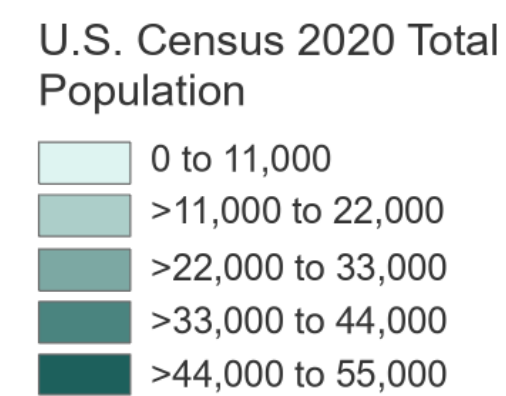 U.S. Census 2020 Total
Population
0 to 11,000
>11,000 to 22,000
>22,000 to 33,000
>33,000 to 44,000
>44,000 to 55,000